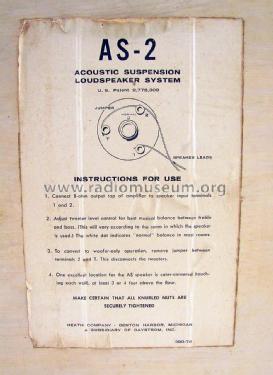 AS-2
ACOUSTIC SUSPENSION
LOUDSPEAKER SYSTEM
U. S. Patent 2,775,309
JUMPER
2
T
1
SPEAKER LEADS
INSTRUCTIONS FOR USE
1. Connect 8-ohm output tap of amplifier to speaker input terminals
1 and 2.
2. Adjust tweeter level control for best musical balance between treble
and bass. (This will vary according to the room in which the speaker
is used.) The white dot indicates "normal" balance in most rooms.
3. To convert to woofer-only operation, remove jumper between
terminals 2 and T. This disconnects the tweeters.
4. One excellent location for the AS speaker is cater-cornered touch-
ing each wall, at least 3 or 4 feet above the floor.
MAKE CERTAIN THAT ALL KNURLED NUTS ARE
SECURELY TIGHTENED
HEATH COMPANY - BENTON HARBOR, MICHIGAN
A SUBSIDIARY OF DAYSTROM, INC.
© www.radiomuseum.org